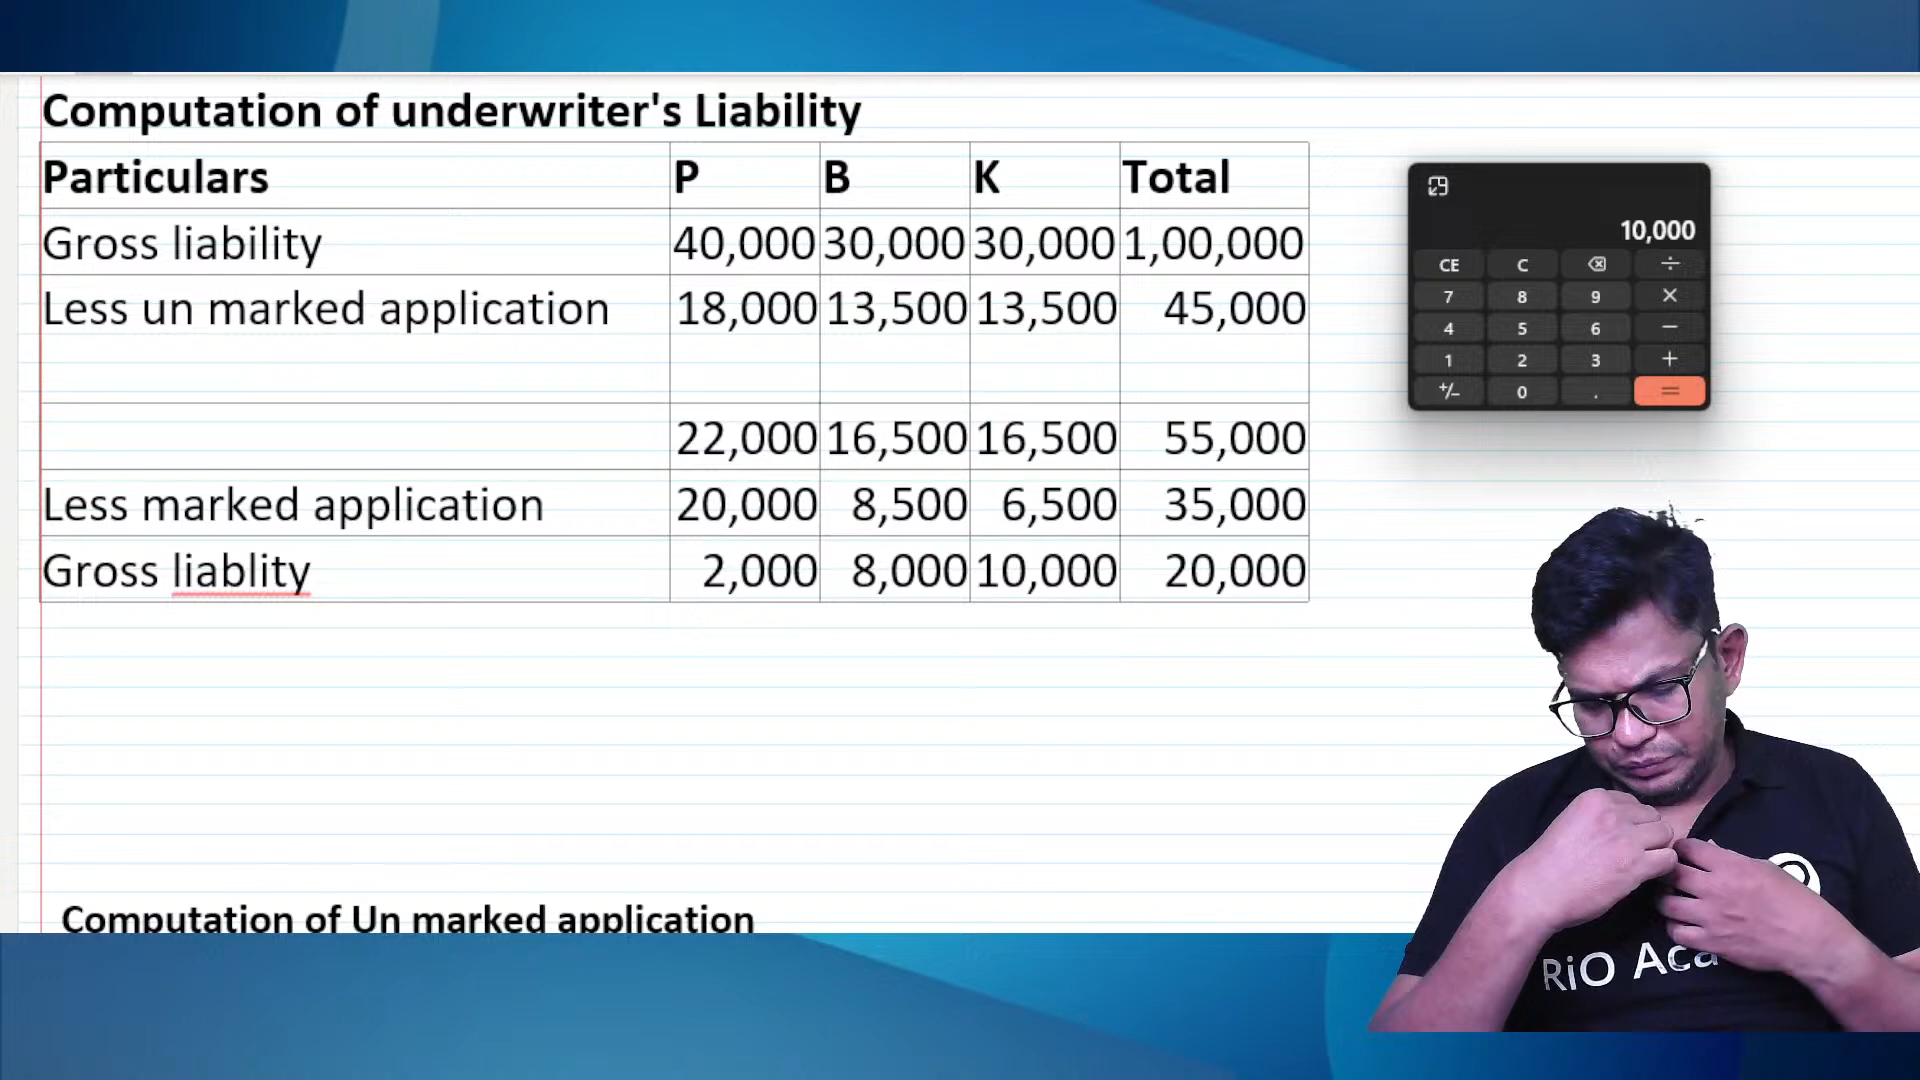 Computation of underwriter's Liability
Particulars P B K Total
Gross liability 40,000 30,000 30,000 1,00,000
Less un marked application 18,000 13,500 13,500 45,000
22,000 16,500 16,500 55,000
Less marked application 20,000 8,500 6,500 35,000
Gross liablity 2,000 8,000 10,000 20,000
Computation of Un marked application
10,000
CE C ÷
7 8 9 ×
4 5 6 −
1 2 3 +
+/− 0 . =
RiO Aca